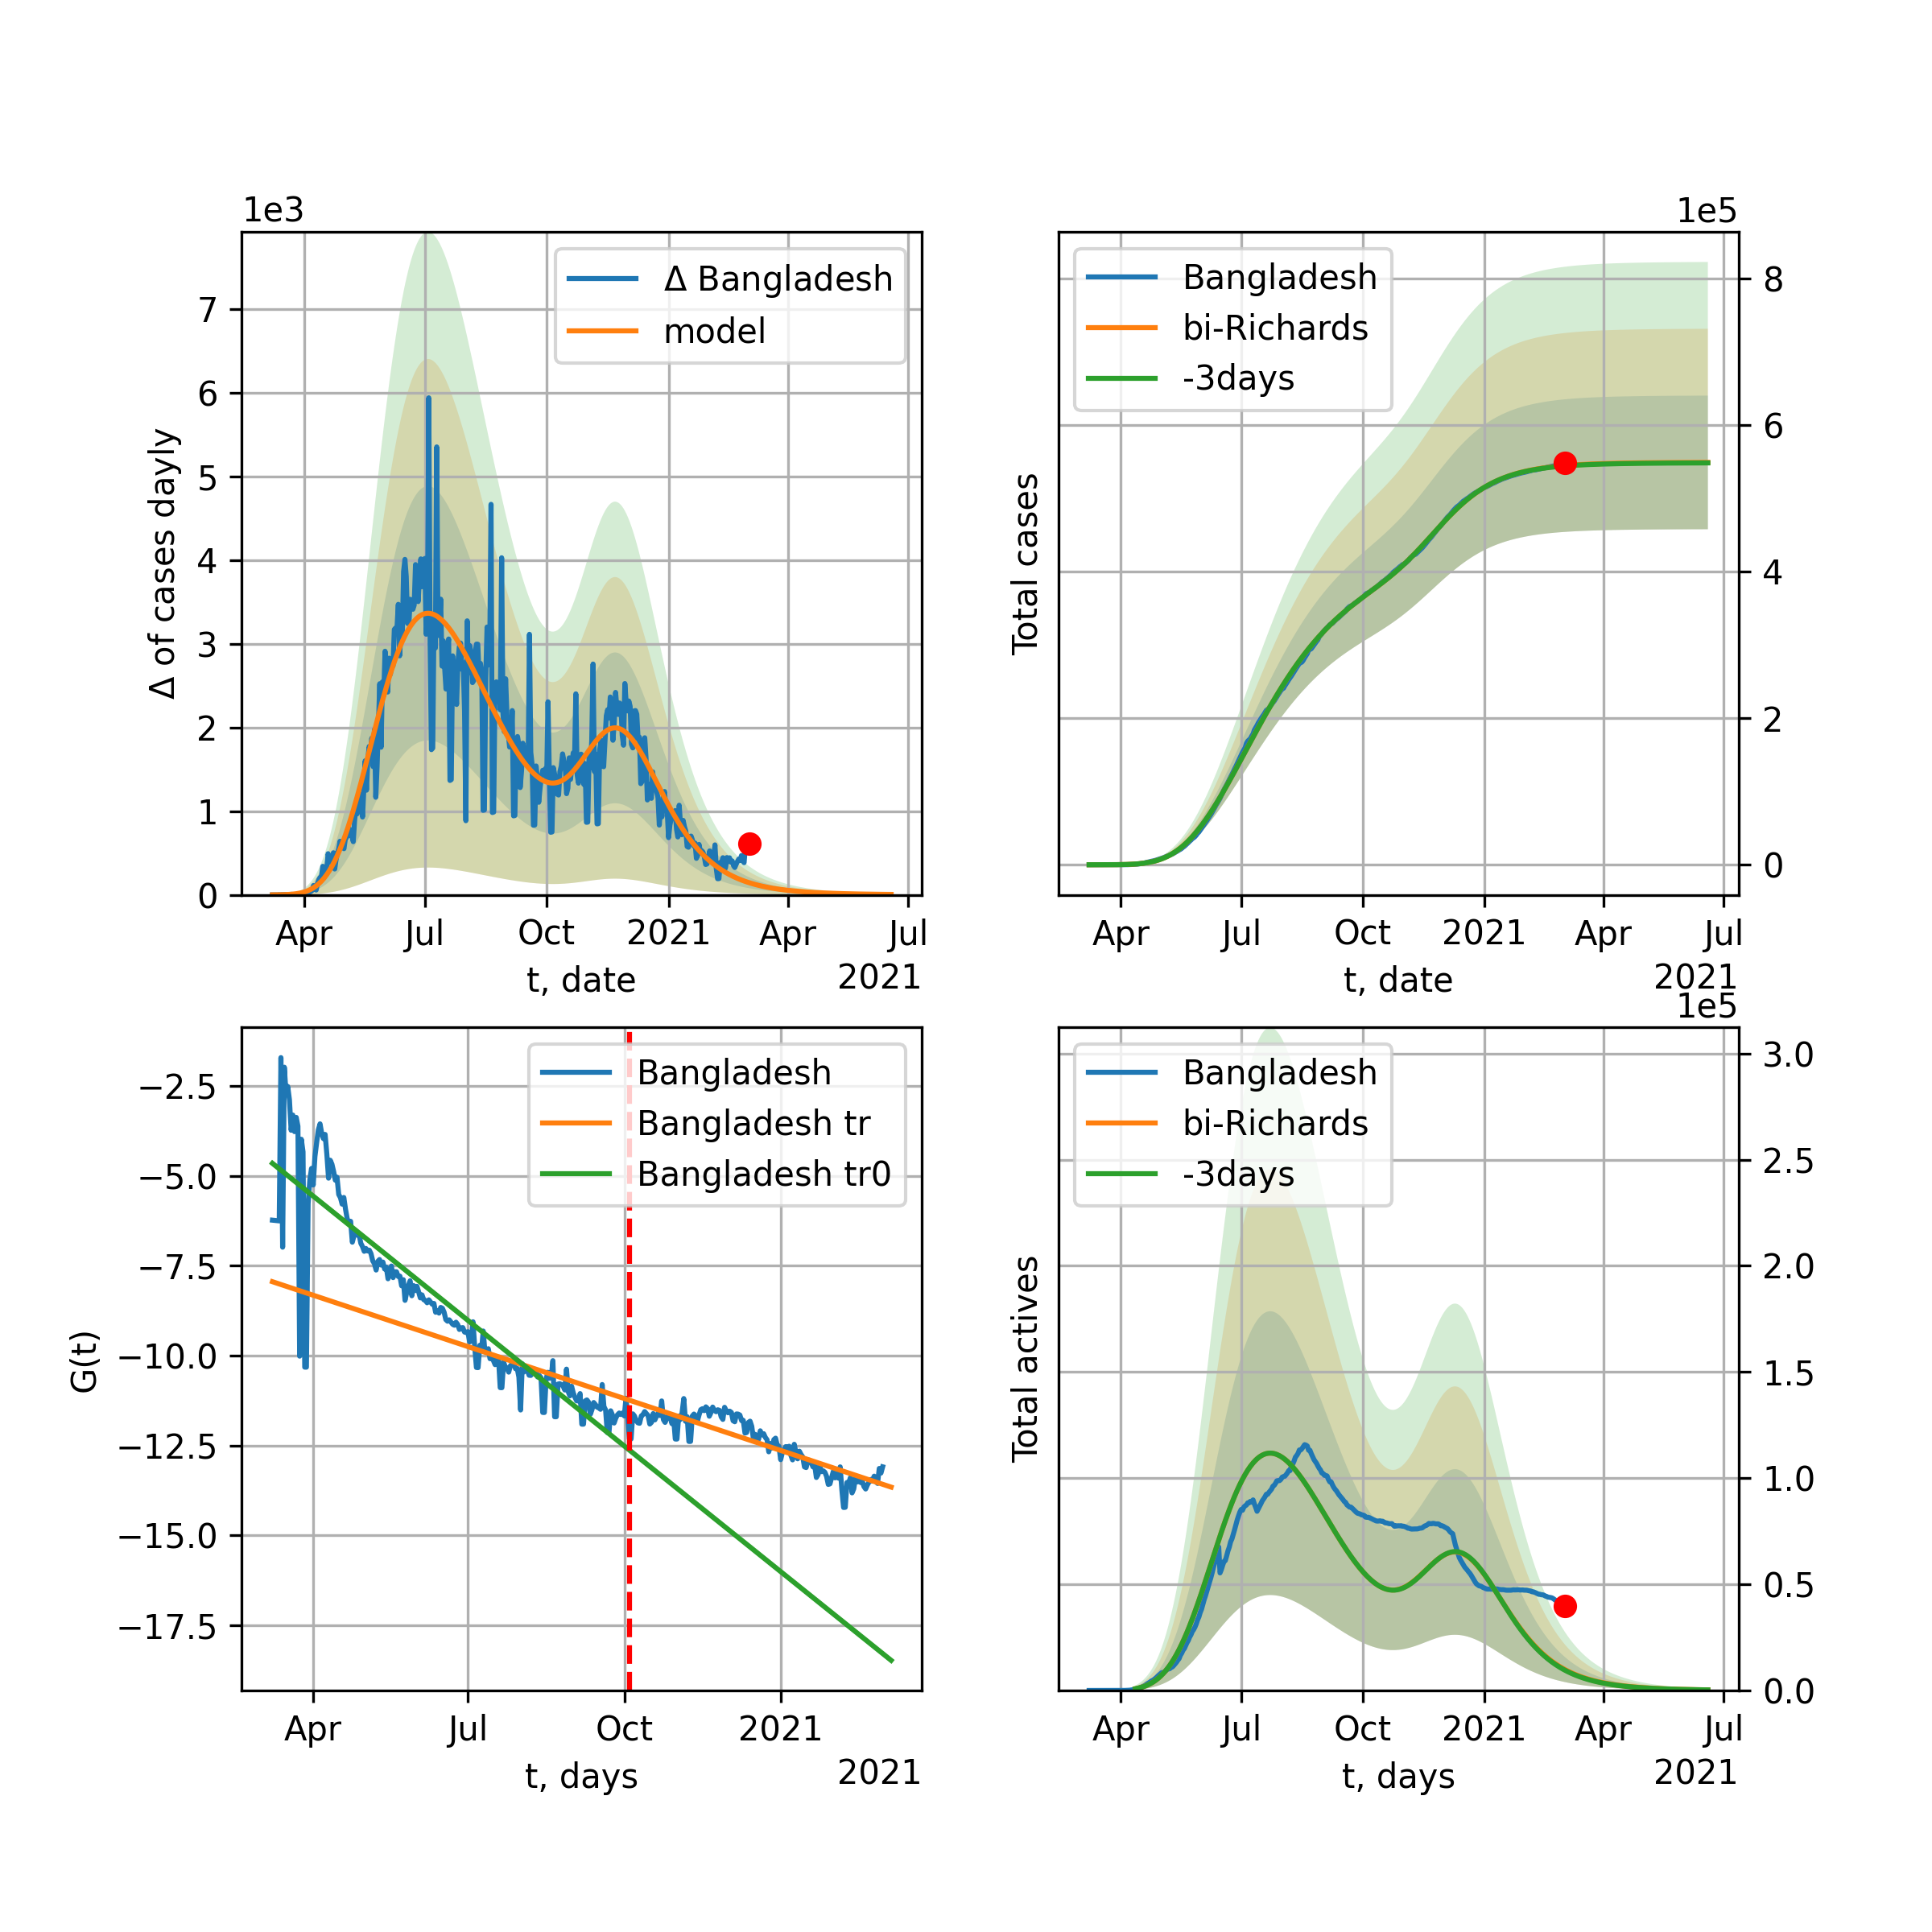 1e3
Δ of cases dayly
7
6
5
4
3
2
1
0
Δ Bangladesh
model
Apr
Jul
Oct
2021
Apr
Jul
t, date
2021
1e5
Total cases
Bangladesh
bi-Richards
-3days
8
6
4
2
0
Apr
Jul
Oct
2021
Apr
Jul
t, date
2021
G(t)
−2.5
−5.0
−7.5
−10.0
−12.5
−15.0
−17.5
Bangladesh
Bangladesh tr
Bangladesh tr0
Apr
Jul
Oct
2021
t, days
2021
1e5
Total actives
Bangladesh
bi-Richards
-3days
3.0
2.5
2.0
1.5
1.0
0.5
0.0
Apr
Jul
Oct
2021
Apr
Jul
t, days
2021